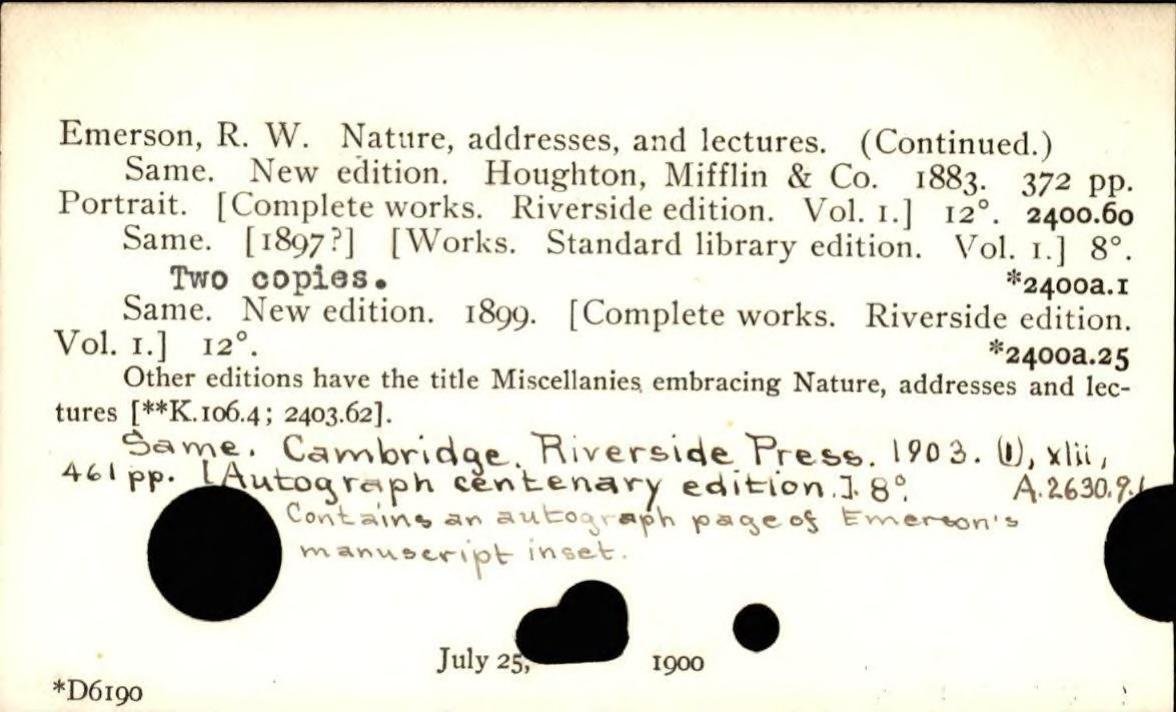 Emerson, R. W. Nature, addresses, and lectures. (Continued.)
Same. New edition. Houghton, Mifflin & Co. 1883. 372 pp.
Portrait. [Complete works. Riverside edition. Vol. 1.] 12°. 2400.60
Same. [1897?] [Works. Standard library edition. Vol. 1.] 8°.
Two copies. *2400a.1
Same. New edition. 1899. [Complete works. Riverside edition.
Vol. 1.] 12°. *2400a.25
Other editions have the title Miscellanies, embracing Nature, addresses and lec-
tures [**K.106.4; 2403.62].
Same. Cambridge. Riverside Press. 1903. (1), xliii,
461 pp. [Autograph centenary edition.]. 8°. A.2630.9.
Contains an autograph page of Emerson's
manuscript inset.
July 25, 1900
*D6190